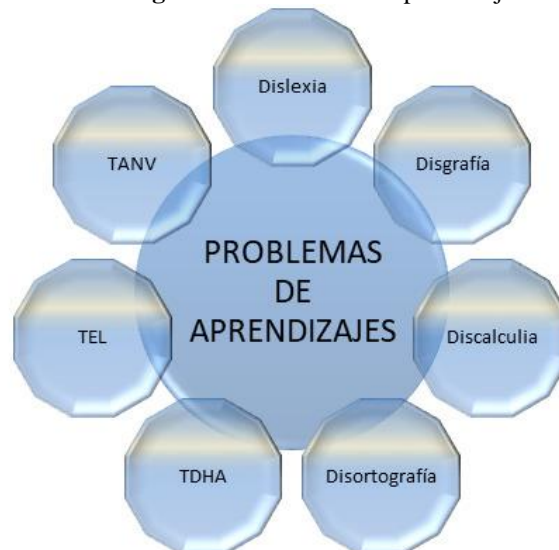 Dislexia
TANV
Disgrafía
PROBLEMAS
DE
APRENDIZAJES
TEL
Discalculia
TDHA
Disortografía